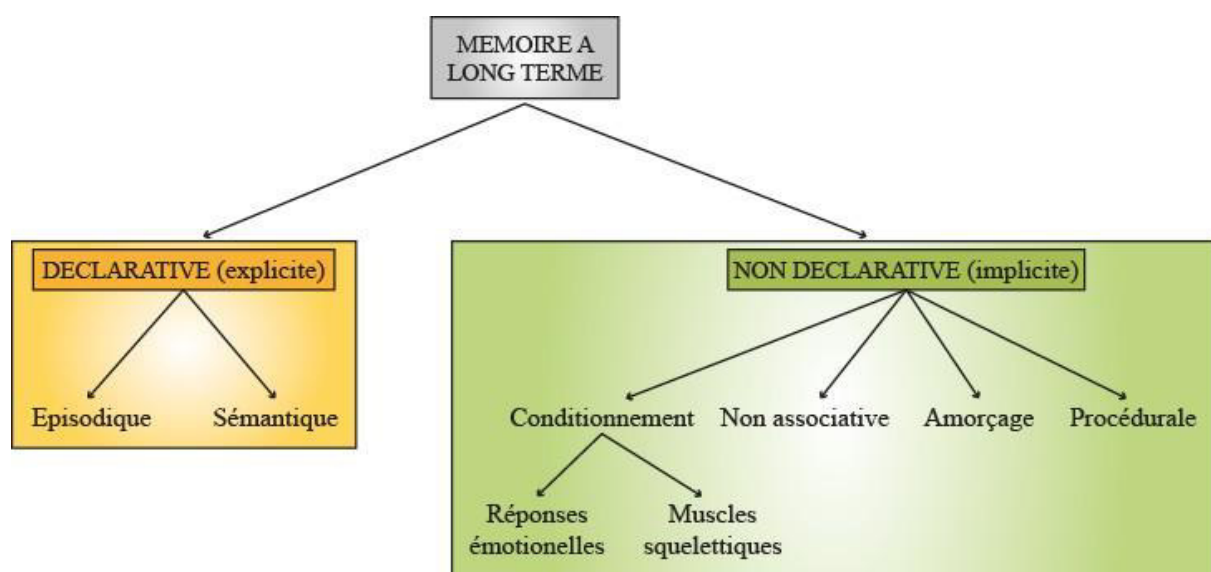 MEMOIRE A
LONG TERME
DECLARATIVE (explicite)
NON DECLARATIVE (implicite)
Episodique
Sémantique
Conditionnement
Non associative
Amorçage
Procédurale
Réponses
émotionelles
Muscles
squelettiques